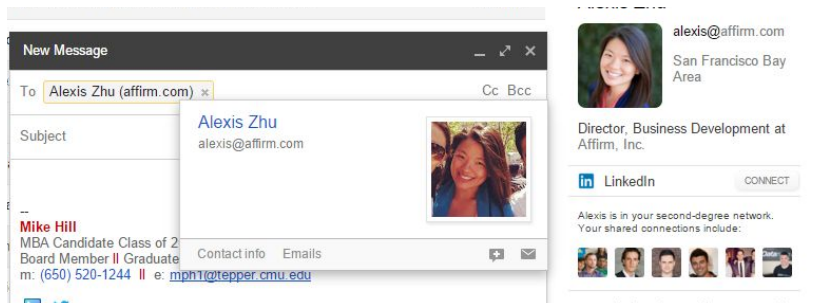 New Message
To Alexis Zhu (affirm.com) ×
Cc Bcc
Subject
Alexis Zhu
alexis@affirm.com
Contact info Emails
--
Mike Hill
MBA Candidate Class of 2
Board Member || Graduate
m: (650) 520-1244 || e: mph1@tepper.cmu.edu
alexis@affirm.com
San Francisco Bay
Area
Director, Business Development at
Affirm, Inc.
in LinkedIn CONNECT
Alexis is in your second-degree network.
Your shared connections include: